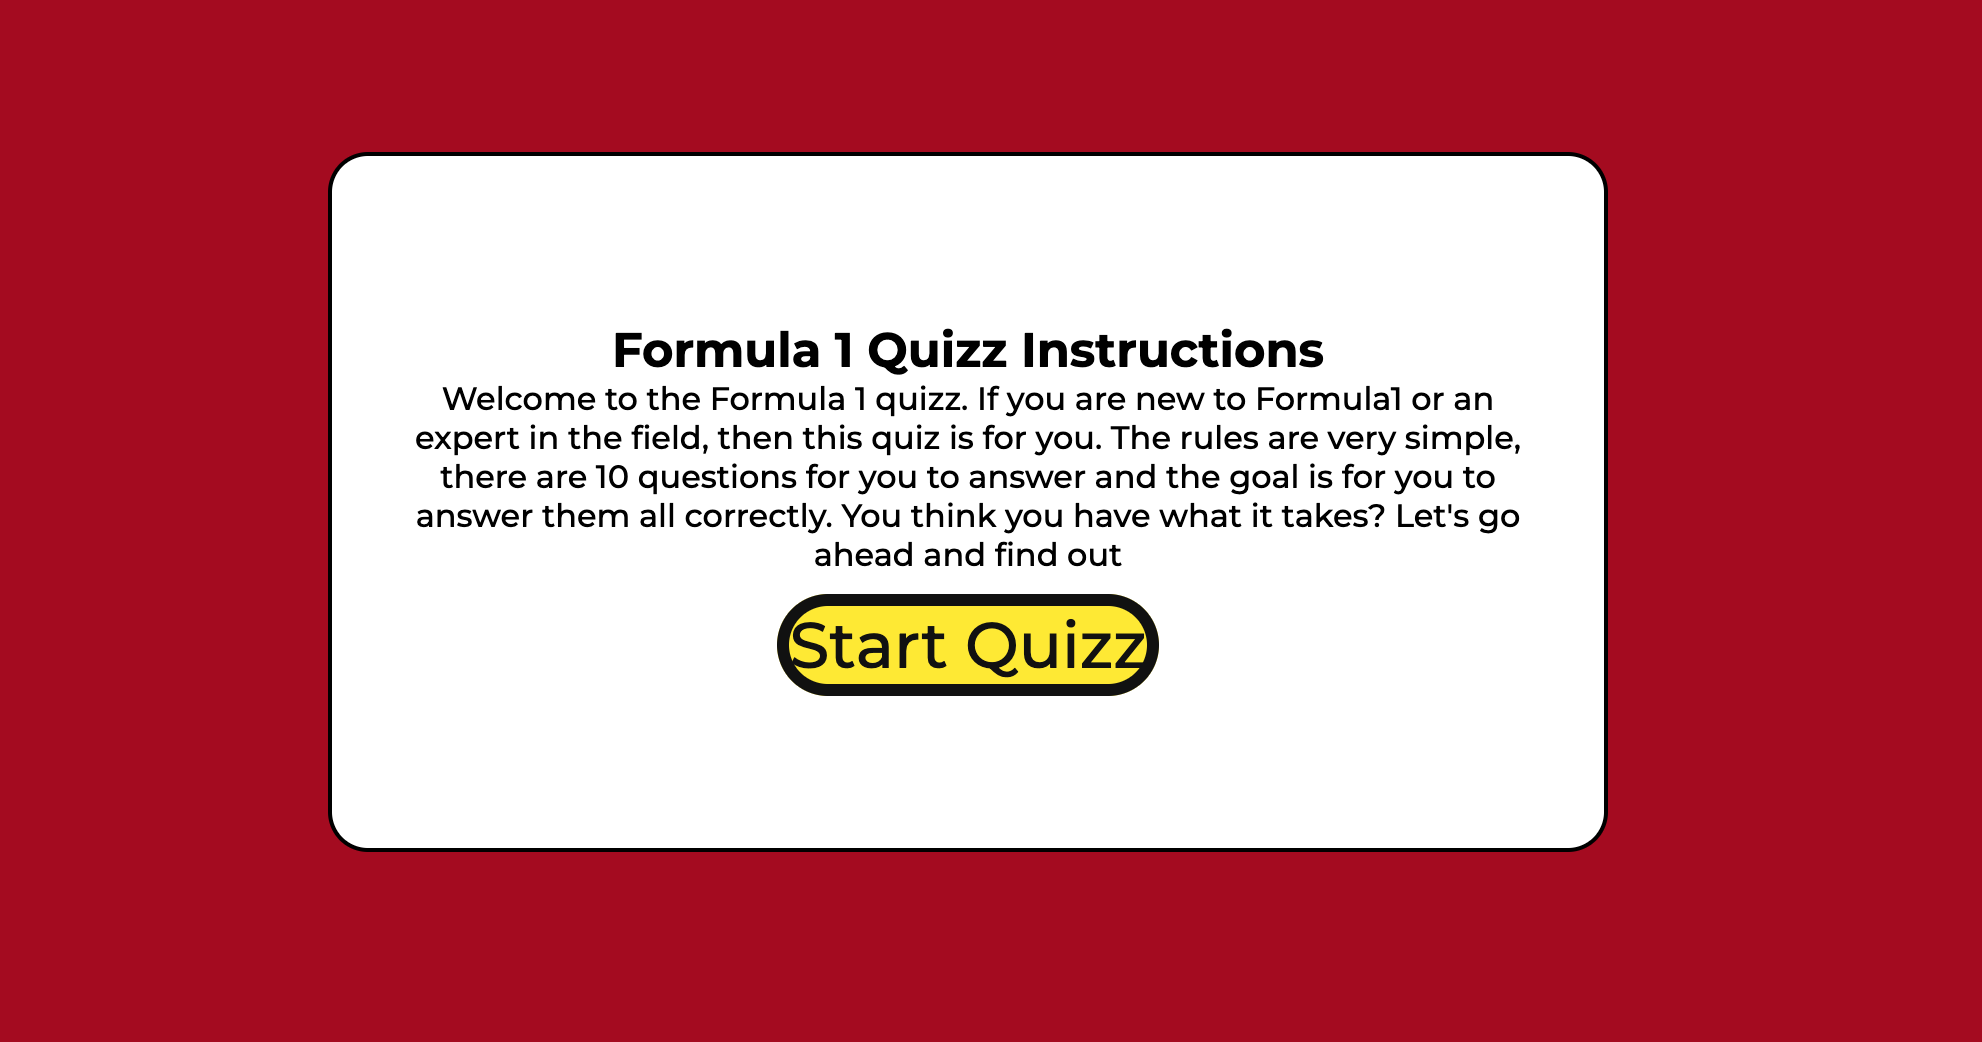 Formula 1 Quizz Instructions
Welcome to the Formula 1 quizz. If you are new to Formula1 or an
expert in the field, then this quiz is for you. The rules are very simple,
there are 10 questions for you to answer and the goal is for you to
answer them all correctly. You think you have what it takes? Let's go
ahead and find out
Start Quizz